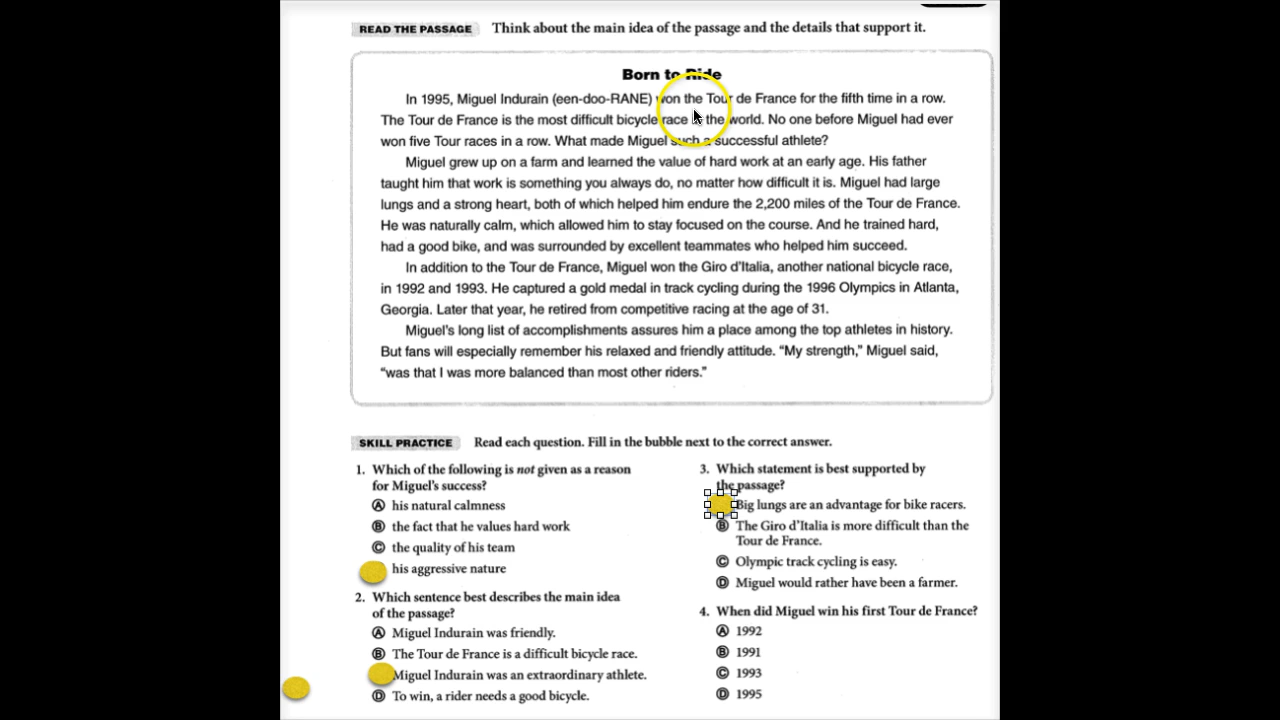 READ THE PASSAGE Think about the main idea of the passage and the details that support it.
Born to Ride
In 1995, Miguel Indurain (een-doo-RANE) won the Tour de France for the fifth time in a row.
The Tour de France is the most difficult bicycle race in the world. No one before Miguel had ever
won five Tour races in a row. What made Miguel such a successful athlete?
Miguel grew up on a farm and learned the value of hard work at an early age. His father
taught him that work is something you always do, no matter how difficult it is. Miguel had large
lungs and a strong heart, both of which helped him endure the 2,200 miles of the Tour de France.
He was naturally calm, which allowed him to stay focused on the course. And he trained hard,
had a good bike, and was surrounded by excellent teammates who helped him succeed.
In addition to the Tour de France, Miguel won the Giro d’Italia, another national bicycle race,
in 1992 and 1993. He captured a gold medal in track cycling during the 1996 Olympics in Atlanta,
Georgia. Later that year, he retired from competitive racing at the age of 31.
Miguel’s long list of accomplishments assures him a place among the top athletes in history.
But fans will especially remember his relaxed and friendly attitude. “My strength,” Miguel said,
“was that I was more balanced than most other riders.”
SKILL PRACTICE Read each question. Fill in the bubble next to the correct answer.
1. Which of the following is not given as a reason
for Miguel’s success?
A his natural calmness
B the fact that he values hard work
C the quality of his team
his aggressive nature
2. Which sentence best describes the main idea
of the passage?
A Miguel Indurain was friendly.
B The Tour de France is a difficult bicycle race.
Miguel Indurain was an extraordinary athlete.
D To win, a rider needs a good bicycle.
3. Which statement is best supported by
the passage?
Big lungs are an advantage for bike racers.
B The Giro d’Italia is more difficult than the
Tour de France.
C Olympic track cycling is easy.
D Miguel would rather have been a farmer.
4. When did Miguel win his first Tour de France?
A 1992
B 1991
C 1993
D 1995